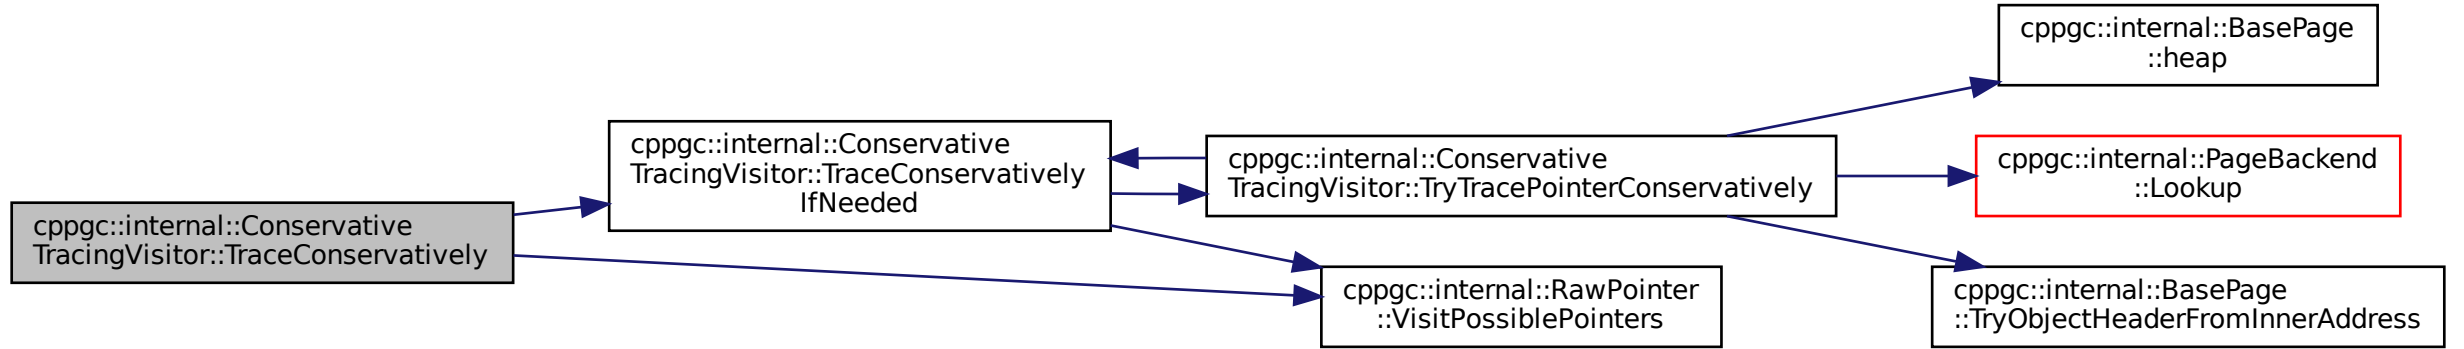 cppgc::internal::BasePage
::heap
cppgc::internal::Conservative
TracingVisitor::TraceConservatively
IfNeeded
cppgc::internal::Conservative
TracingVisitor::TryTracePointerConservatively
cppgc::internal::PageBackend
::Lookup
cppgc::internal::Conservative
TracingVisitor::TraceConservatively
cppgc::internal::RawPointer
::VisitPossiblePointers
cppgc::internal::BasePage
::TryObjectHeaderFromInnerAddress